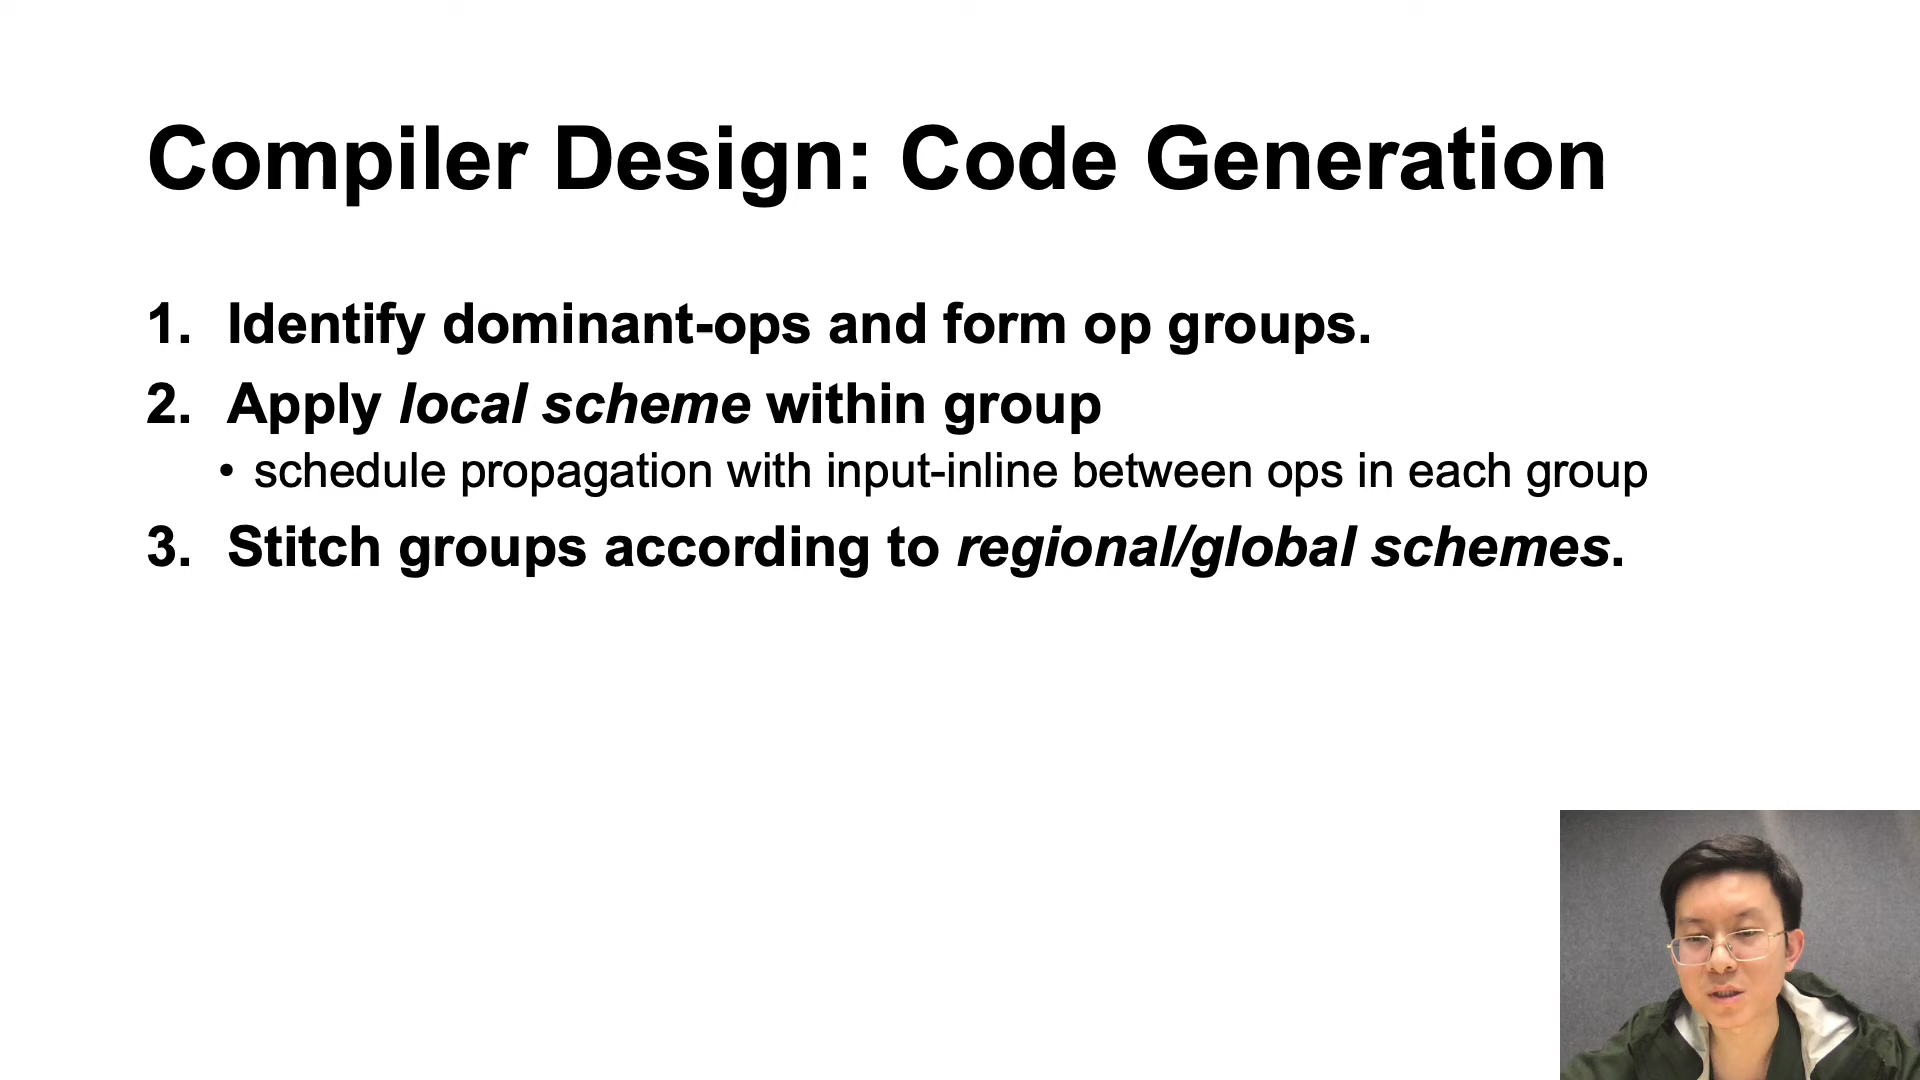 Compiler Design: Code Generation
1. Identify dominant-ops and form op groups.
2. Apply local scheme within group
• schedule propagation with input-inline between ops in each group
3. Stitch groups according to regional/global schemes.